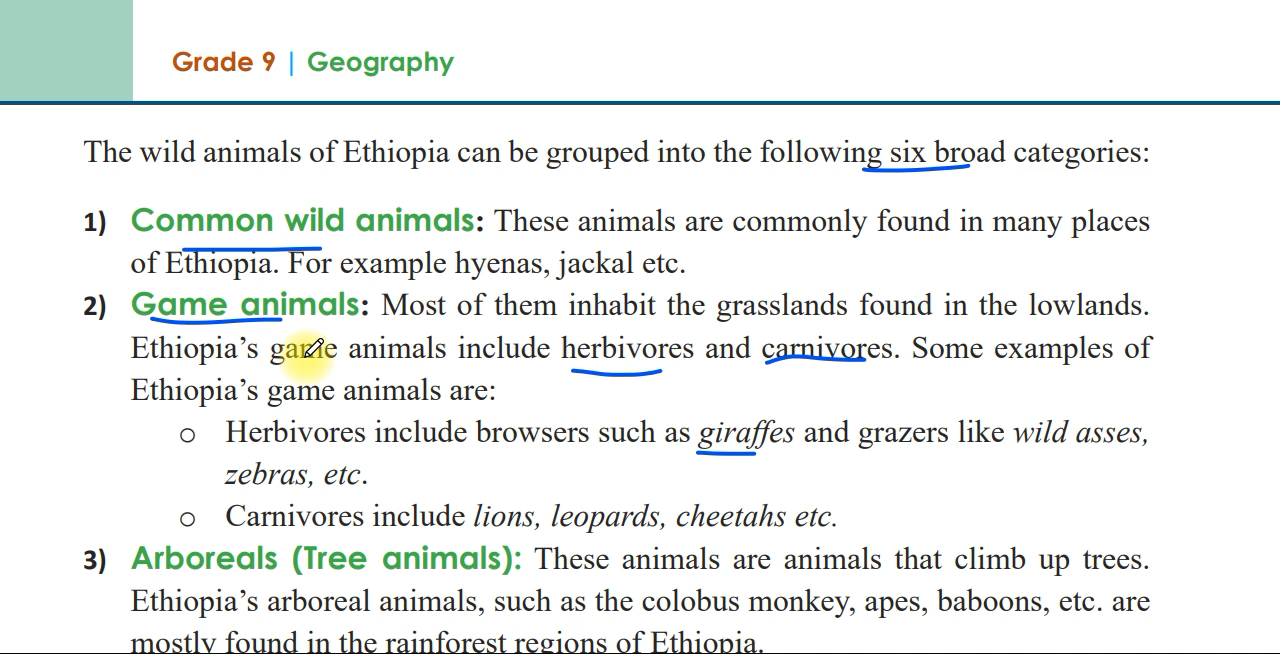 Grade 9 | Geography
The wild animals of Ethiopia can be grouped into the following six broad categories:
1) Common wild animals: These animals are commonly found in many places
of Ethiopia. For example hyenas, jackal etc.
2) Game animals: Most of them inhabit the grasslands found in the lowlands.
Ethiopia’s game animals include herbivores and carnivores. Some examples of
Ethiopia’s game animals are:
o Herbivores include browsers such as giraffes and grazers like wild asses,
zebras, etc.
o Carnivores include lions, leopards, cheetahs etc.
3) Arboreals (Tree animals): These animals are animals that climb up trees.
Ethiopia’s arboreal animals, such as the colobus monkey, apes, baboons, etc. are
mostly found in the rainforest regions of Ethiopia.